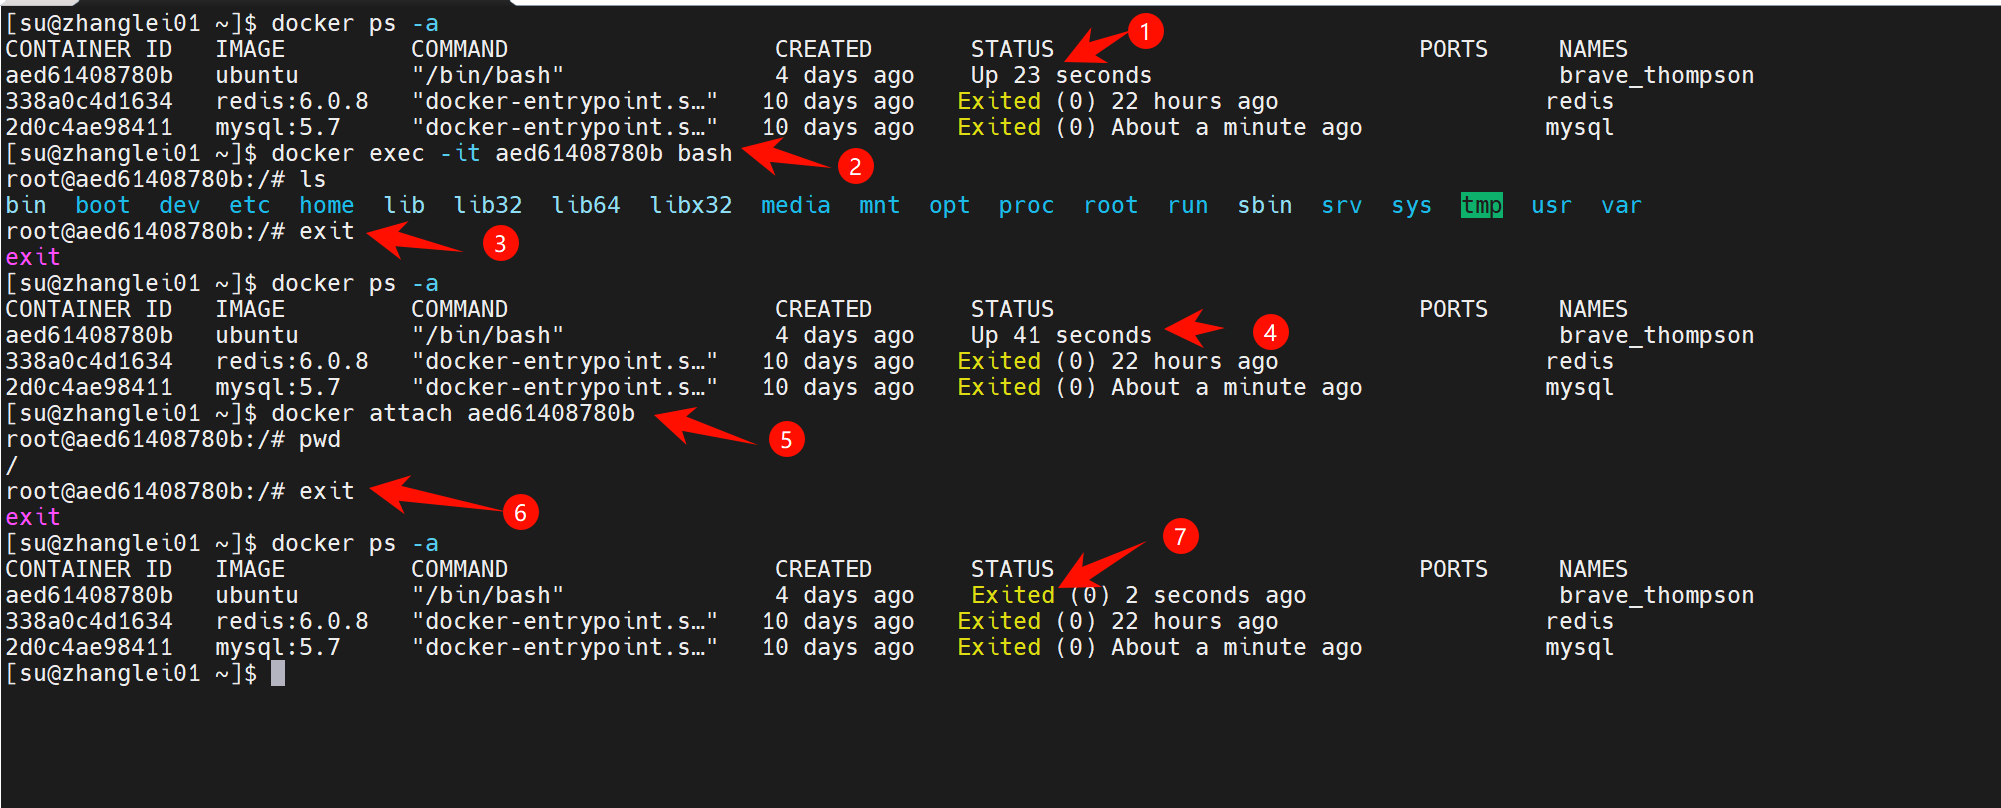 [su@zhanglei01 ~]$ docker ps -a
CONTAINER ID   IMAGE         COMMAND                   CREATED       STATUS                          PORTS     NAMES
aed61408780b   ubuntu        "/bin/bash"               4 days ago    Up 23 seconds                             brave_thompson
338a0c4d1634   redis:6.0.8   "docker-entrypoint.s…"   10 days ago   Exited (0) 22 hours ago                   redis
2d0c4ae98411   mysql:5.7     "docker-entrypoint.s…"   10 days ago   Exited (0) About a minute ago             mysql
[su@zhanglei01 ~]$ docker exec -it aed61408780b bash
root@aed61408780b:/# ls
bin  boot  dev  etc  home  lib  lib32  lib64  libx32  media  mnt  opt  proc  root  run  sbin  srv  sys  tmp  usr  var
root@aed61408780b:/# exit
exit
[su@zhanglei01 ~]$ docker ps -a
CONTAINER ID   IMAGE         COMMAND                   CREATED       STATUS                          PORTS     NAMES
aed61408780b   ubuntu        "/bin/bash"               4 days ago    Up 41 seconds                             brave_thompson
338a0c4d1634   redis:6.0.8   "docker-entrypoint.s…"   10 days ago   Exited (0) 22 hours ago                   redis
2d0c4ae98411   mysql:5.7     "docker-entrypoint.s…"   10 days ago   Exited (0) About a minute ago             mysql
[su@zhanglei01 ~]$ docker attach aed61408780b
root@aed61408780b:/# pwd
/
root@aed61408780b:/# exit
exit
[su@zhanglei01 ~]$ docker ps -a
CONTAINER ID   IMAGE         COMMAND                   CREATED       STATUS                          PORTS     NAMES
aed61408780b   ubuntu        "/bin/bash"               4 days ago    Exited (0) 2 seconds ago                  brave_thompson
338a0c4d1634   redis:6.0.8   "docker-entrypoint.s…"   10 days ago   Exited (0) 22 hours ago                   redis
2d0c4ae98411   mysql:5.7     "docker-entrypoint.s…"   10 days ago   Exited (0) About a minute ago             mysql
[su@zhanglei01 ~]$
1
2
3
4
5
6
7